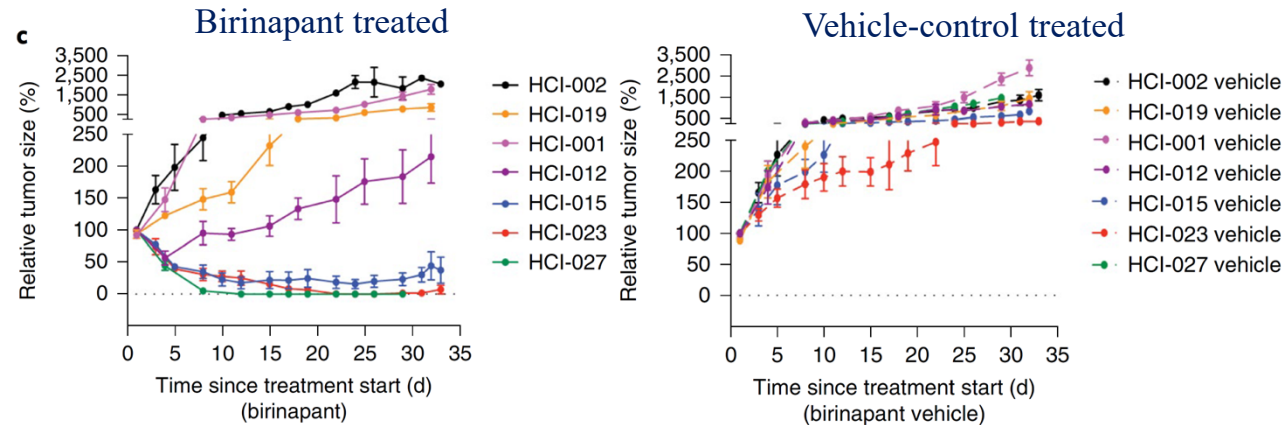 Birinapant treated
Vehicle-control treated
c
Relative tumor size (%)
3,500
2,500
1,500
500
250
200
150
100
50
0
0 5 10 15 20 25 30 35
Time since treatment start (d)
(birinapant)
HCI-002
HCI-019
HCI-001
HCI-012
HCI-015
HCI-023
HCI-027
Relative tumor size (%)
3,500
2,500
1,500
500
250
200
150
100
50
0
0 5 10 15 20 25 30 35
Time since treatment start (d)
(birinapant vehicle)
HCI-002 vehicle
HCI-019 vehicle
HCI-001 vehicle
HCI-012 vehicle
HCI-015 vehicle
HCI-023 vehicle
HCI-027 vehicle